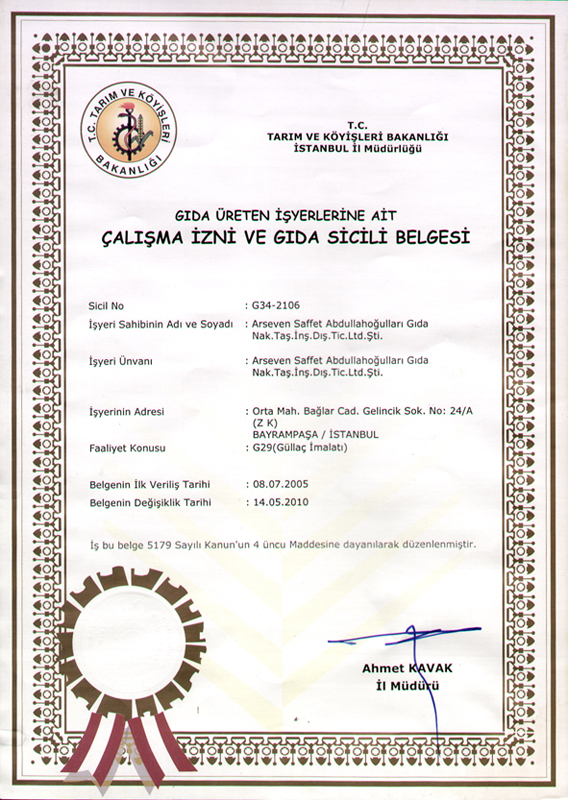 T.C. TARIM VE KÖYİŞLERİ
BAKANLIĞI
T.C.
TARIM VE KÖYİŞLERİ BAKANLIĞI
İSTANBUL İl Müdürlüğü
GIDA ÜRETEN İŞYERLERİNE AİT
ÇALIŞMA İZNİ VE GIDA SİCİLİ BELGESİ
Sicil No : G34-2106
İşyeri Sahibinin Adı ve Soyadı : Arseven Saffet Abdullahoğulları Gıda
Nak.Taş.İnş.Dış.Tic.Ltd.Şti.
İşyeri Ünvanı : Arseven Saffet Abdullahoğulları Gıda
Nak.Taş.İnş.Dış.Tic.Ltd.Şti.
İşyerinin Adresi : Orta Mah. Bağlar Cad. Gelincik Sok. No: 24/A
(Z K)
BAYRAMPAŞA / İSTANBUL
Faaliyet Konusu : G29(Güllaç İmalatı)
Belgenin İlk Veriliş Tarihi : 08.07.2005
Belgenin Değişiklik Tarihi : 14.05.2010
İş bu belge 5179 Sayılı Kanun'un 4 üncu Maddesine dayanılarak düzenlenmiştir.
Ahmet KAVAK
İl Müdürü